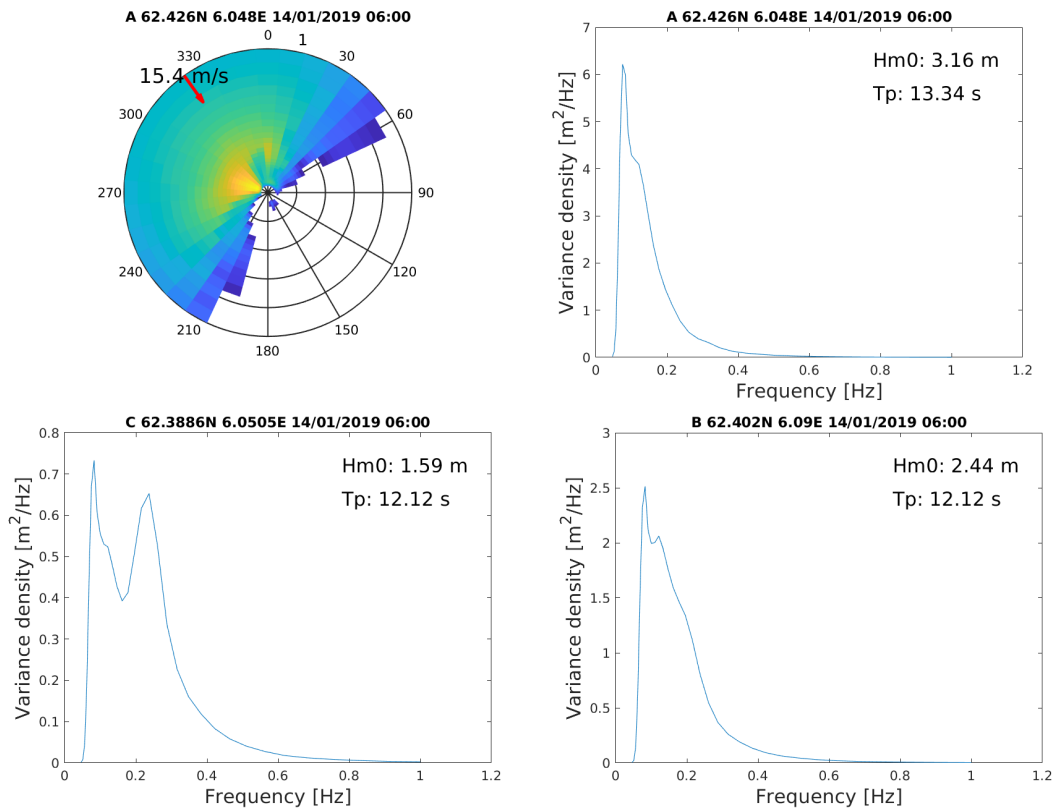 A 62.426N 6.048E 14/01/2019 06:00
0
1
330
30
15.4 m/s
300
60
270
90
240
120
210
150
180
A 62.426N 6.048E 14/01/2019 06:00
7
6
5
4
3
2
1
0
Variance density [m²/Hz]
Hm0: 3.16 m
Tp: 13.34 s
0 0.2 0.4 0.6 0.8 1 1.2
Frequency [Hz]
C 62.3886N 6.0505E 14/01/2019 06:00
0.8
0.7
0.6
0.5
0.4
0.3
0.2
0.1
0
Variance density [m²/Hz]
Hm0: 1.59 m
Tp: 12.12 s
0 0.2 0.4 0.6 0.8 1 1.2
Frequency [Hz]
B 62.402N 6.09E 14/01/2019 06:00
3
2.5
2
1.5
1
0.5
0
Variance density [m²/Hz]
Hm0: 2.44 m
Tp: 12.12 s
0 0.2 0.4 0.6 0.8 1 1.2
Frequency [Hz]